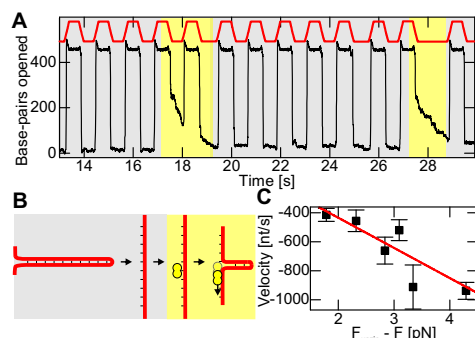 A
Base-pairs opened
400
200
0
14 16 18 20 22 24 26 28
Time [s]
B
C
Velocity [nt/s]
-400
-600
-800
-1000
2 3 4
F - F [pN]